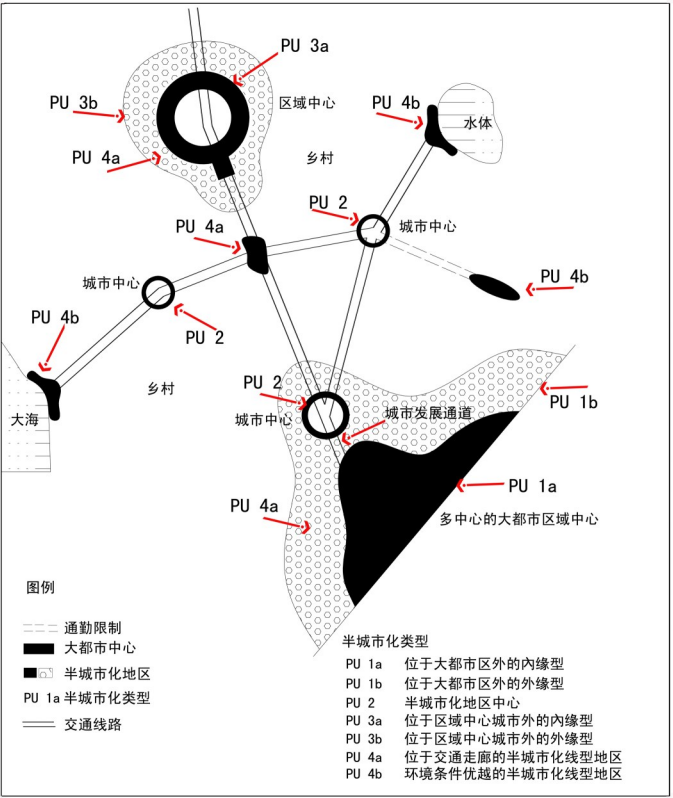 PU 3a
区域中心
PU 3b
PU 4b
水体
PU 4a
乡村
PU 2
PU 4a
城市中心
城市中心
PU 4b
PU 4b
PU 2
乡村
PU 2
PU 1b
大海
城市中心
城市发展通道
PU 1a
PU 4a
多中心的大都市区域中心
图例
通勤限制
大都市中心
半城市化地区
PU 1a 半城市化类型
交通线路
半城市化类型
PU 1a 位于大都市区外的內缘型
PU 1b 位于大都市区外的外缘型
PU 2 半城市化地区中心
PU 3a 位于区域中心城市外的內缘型
PU 3b 位于区域中心城市外的外缘型
PU 4a 位于交通走廊的半城市化线型地区
PU 4b 环境条件优越的半城市化线型地区